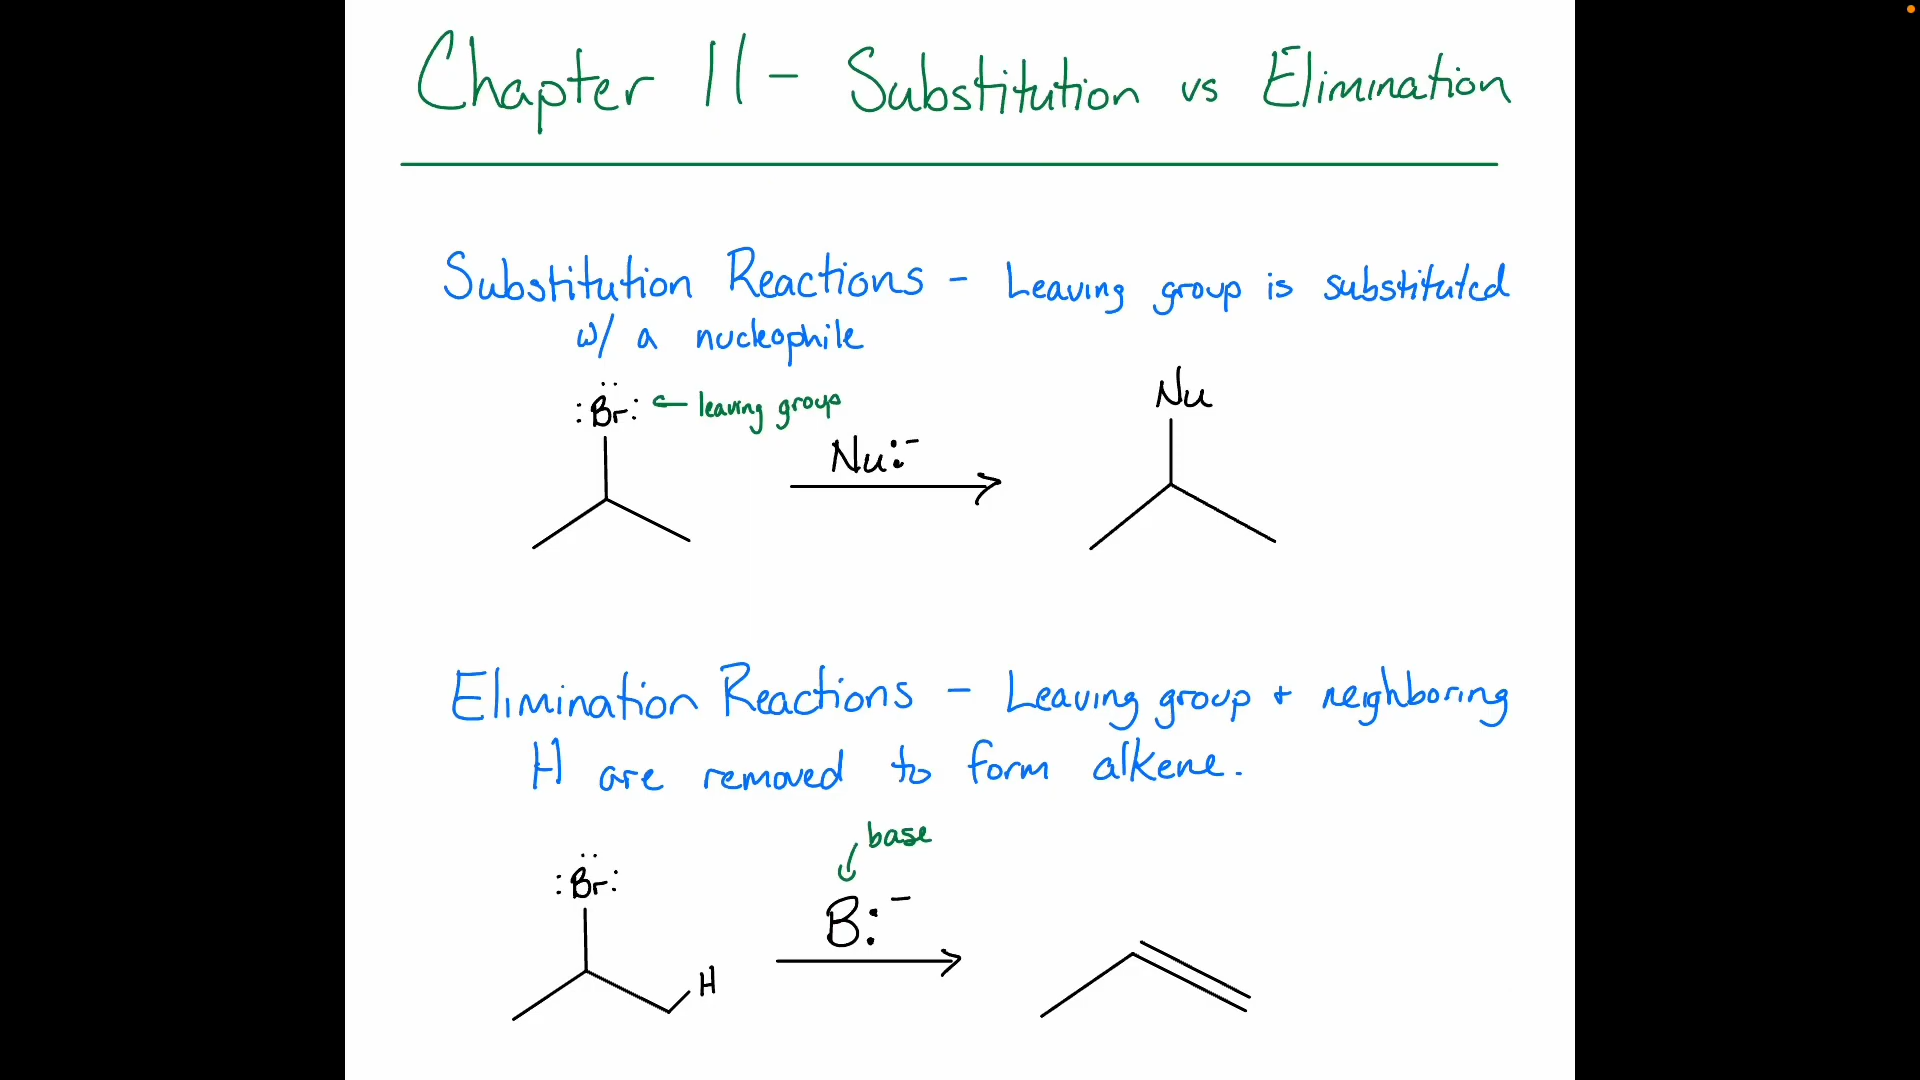 Chapter 11 - Substitution vs Elimination
Substitution Reactions - Leaving group is substituted
w/ a nucleophile
:Br: ← leaving group
Nu:⁻
Nu
Elimination Reactions - Leaving group + neighboring
H are removed to form alkene.
base
:Br:
B:⁻
H